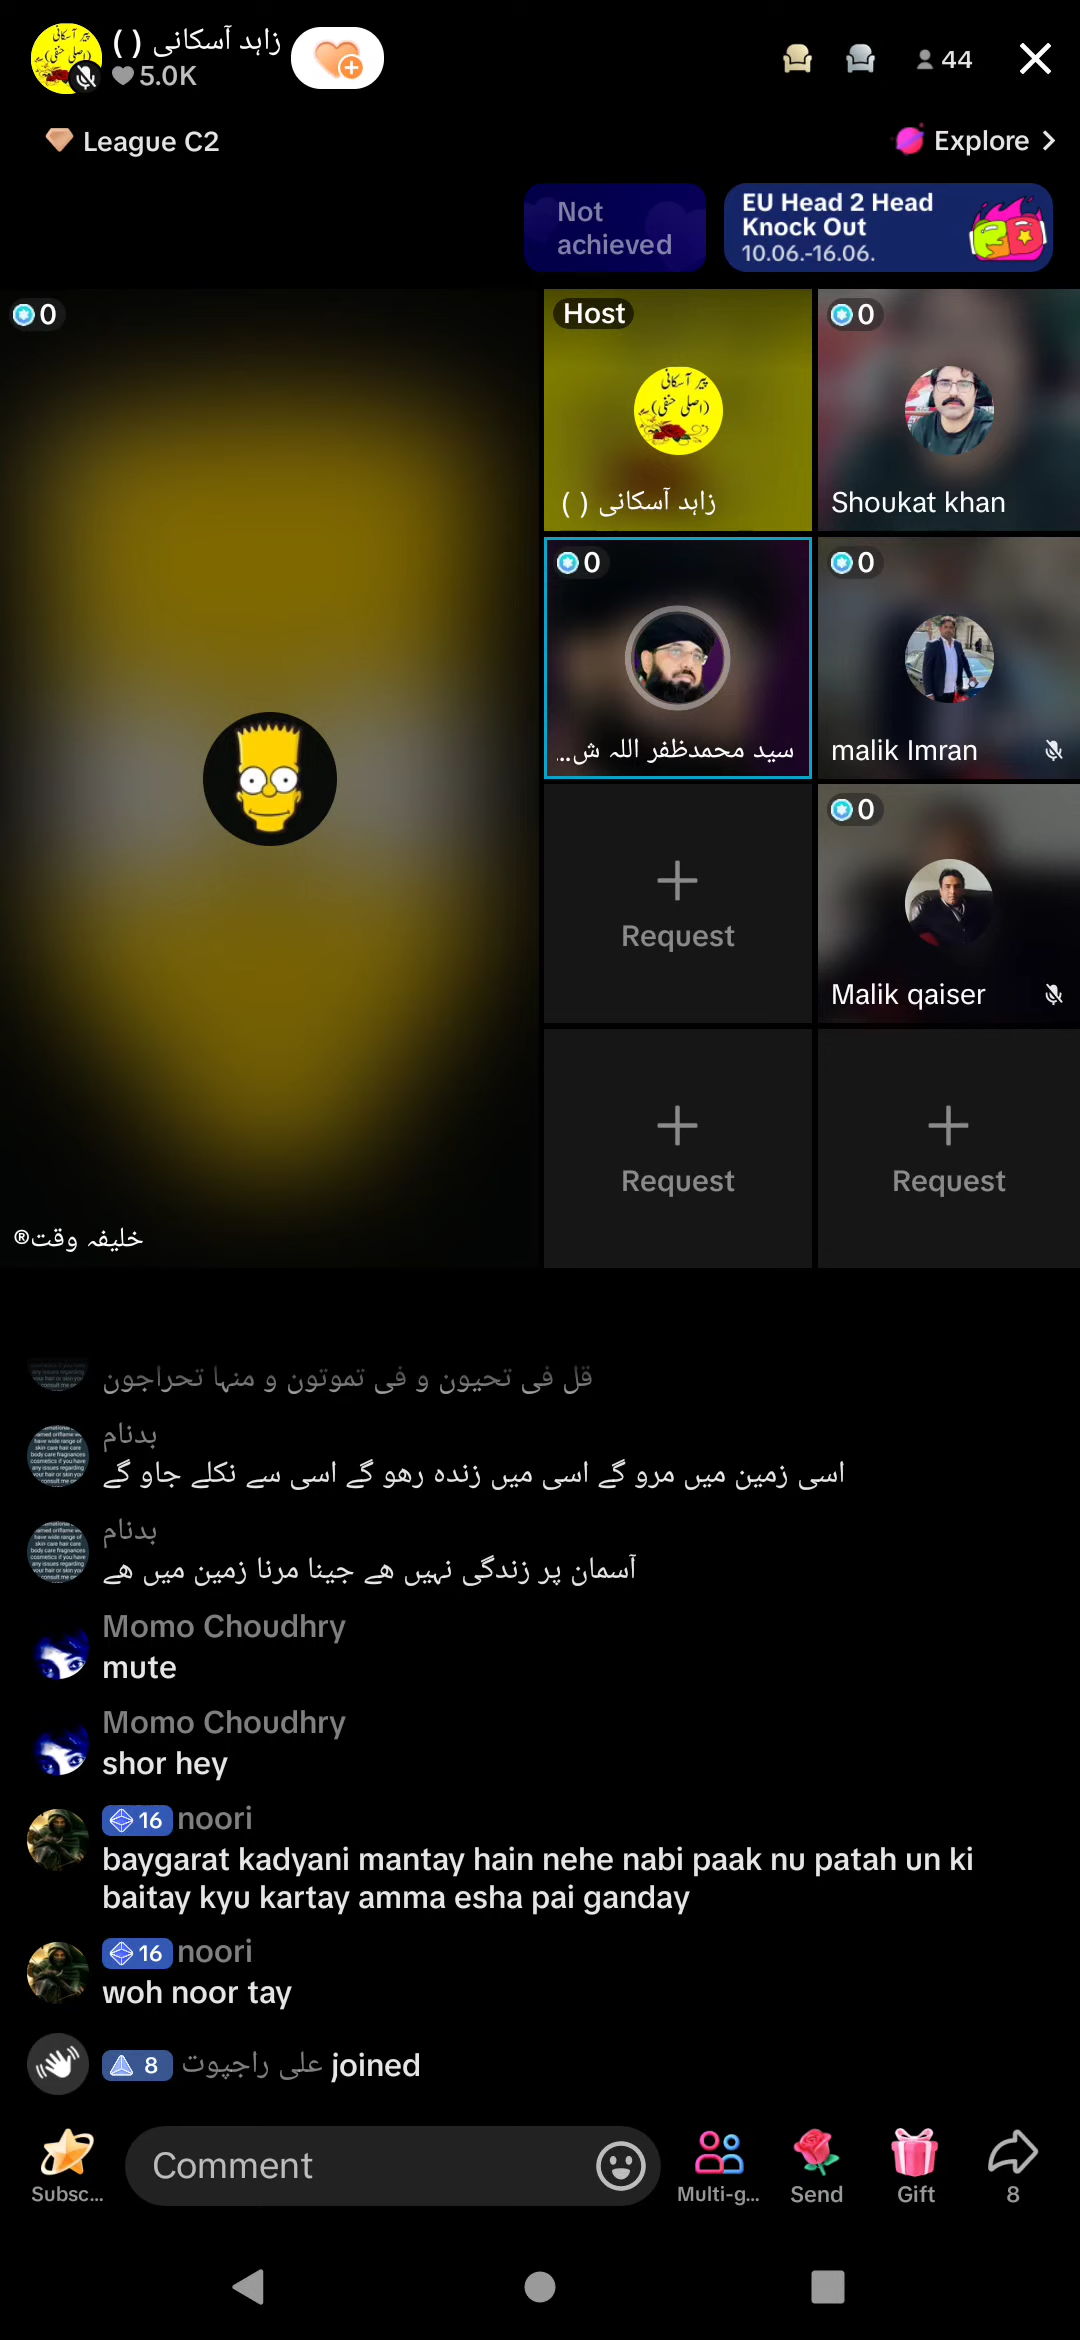 زاہد آسکانی ( )
5.0K
44
League C2
Explore
Not
achieved
EU Head 2 Head
Knock Out
10.06.-16.06.
0
Host
پیر آسکانی
(اصلی حنفی)
زاہد آسکانی ( )
0
Shoukat khan
0
سید محمدظفر اللہ ش...
0
malik Imran
Request
0
Malik qaiser
Request
Request
خلیفہ وقت®
قل فی تحیون و فی تموتون و منہا تحراجون
بدنام
اسی زمین میں مرو گے اسی میں زندہ رھو گے اسی سے نکلے جاو گے
بدنام
آسمان پر زندگی نہیں ھے جینا مرنا زمین میں ھے
Momo Choudhry
mute
Momo Choudhry
shor hey
16 noori
baygarat kadyani mantay hain nehe nabi paak nu patah un ki
baitay kyu kartay amma esha pai ganday
16 noori
woh noor tay
8 علی راجپوت joined
Comment
Subsc...
Multi-g...
Send
Gift
8